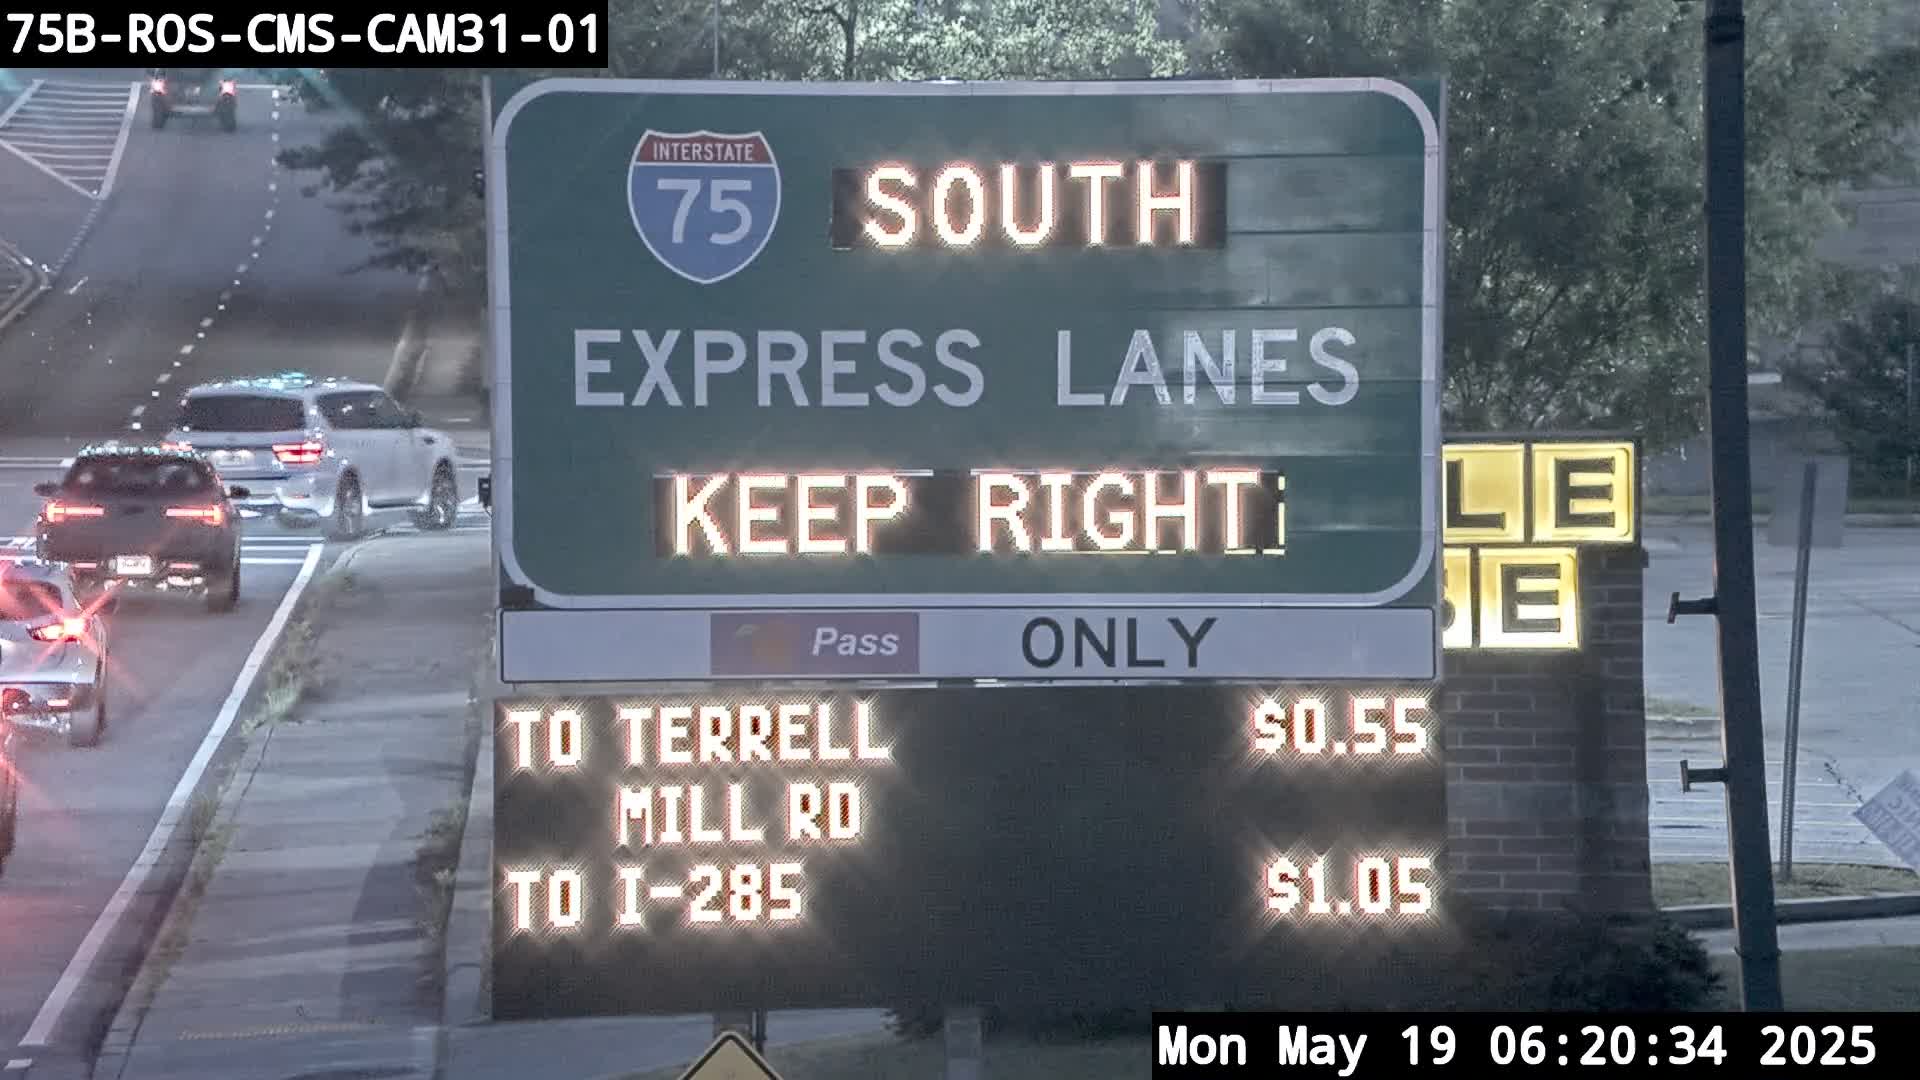 75B-ROS-CMS-CAM31-01
INTERSTATE
75
SOUTH
EXPRESS LANES
KEEP RIGHT
Pass ONLY
LE
E
TO TERRELL $0.55
MILL RD
TO I-285 $1.05
Mon May 19 06:20:34 2025